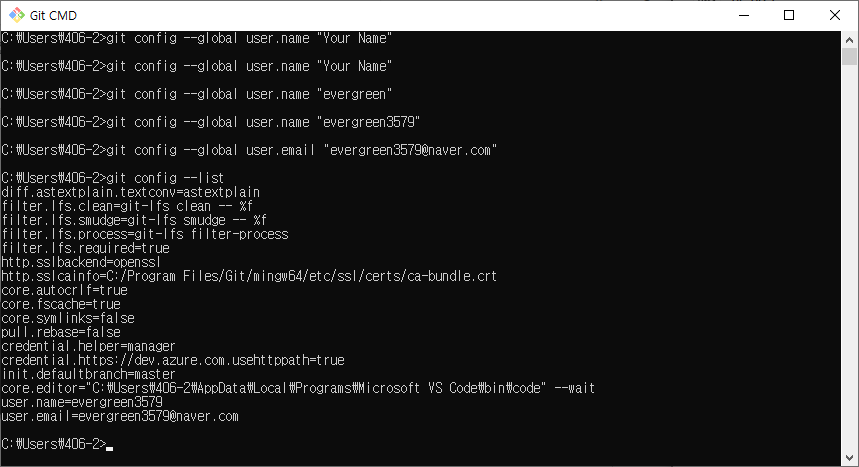 Git CMD
C:₩Users₩406-2>git config --global user.name "Your Name"
C:₩Users₩406-2>git config --global user.name "Your Name"
C:₩Users₩406-2>git config --global user.name "evergreen"
C:₩Users₩406-2>git config --global user.name "evergreen3579"
C:₩Users₩406-2>git config --global user.email "evergreen3579@naver.com"
C:₩Users₩406-2>git config --list
diff.astextplain.textconv=astextplain
filter.lfs.clean=git-lfs clean -- %f
filter.lfs.smudge=git-lfs smudge -- %f
filter.lfs.process=git-lfs filter-process
filter.lfs.required=true
http.sslbackend=openssl
http.sslcainfo=C:/Program Files/Git/mingw64/etc/ssl/certs/ca-bundle.crt
core.autocrlf=true
core.fscache=true
core.symlinks=false
pull.rebase=false
credential.helper=manager
credential.https://dev.azure.com.usehttppath=true
init.defaultbranch=master
core.editor="C:₩Users₩406-2₩AppData₩Local₩Programs₩Microsoft VS Code₩bin₩code" --wait
user.name=evergreen3579
user.email=evergreen3579@naver.com
C:₩Users₩406-2>